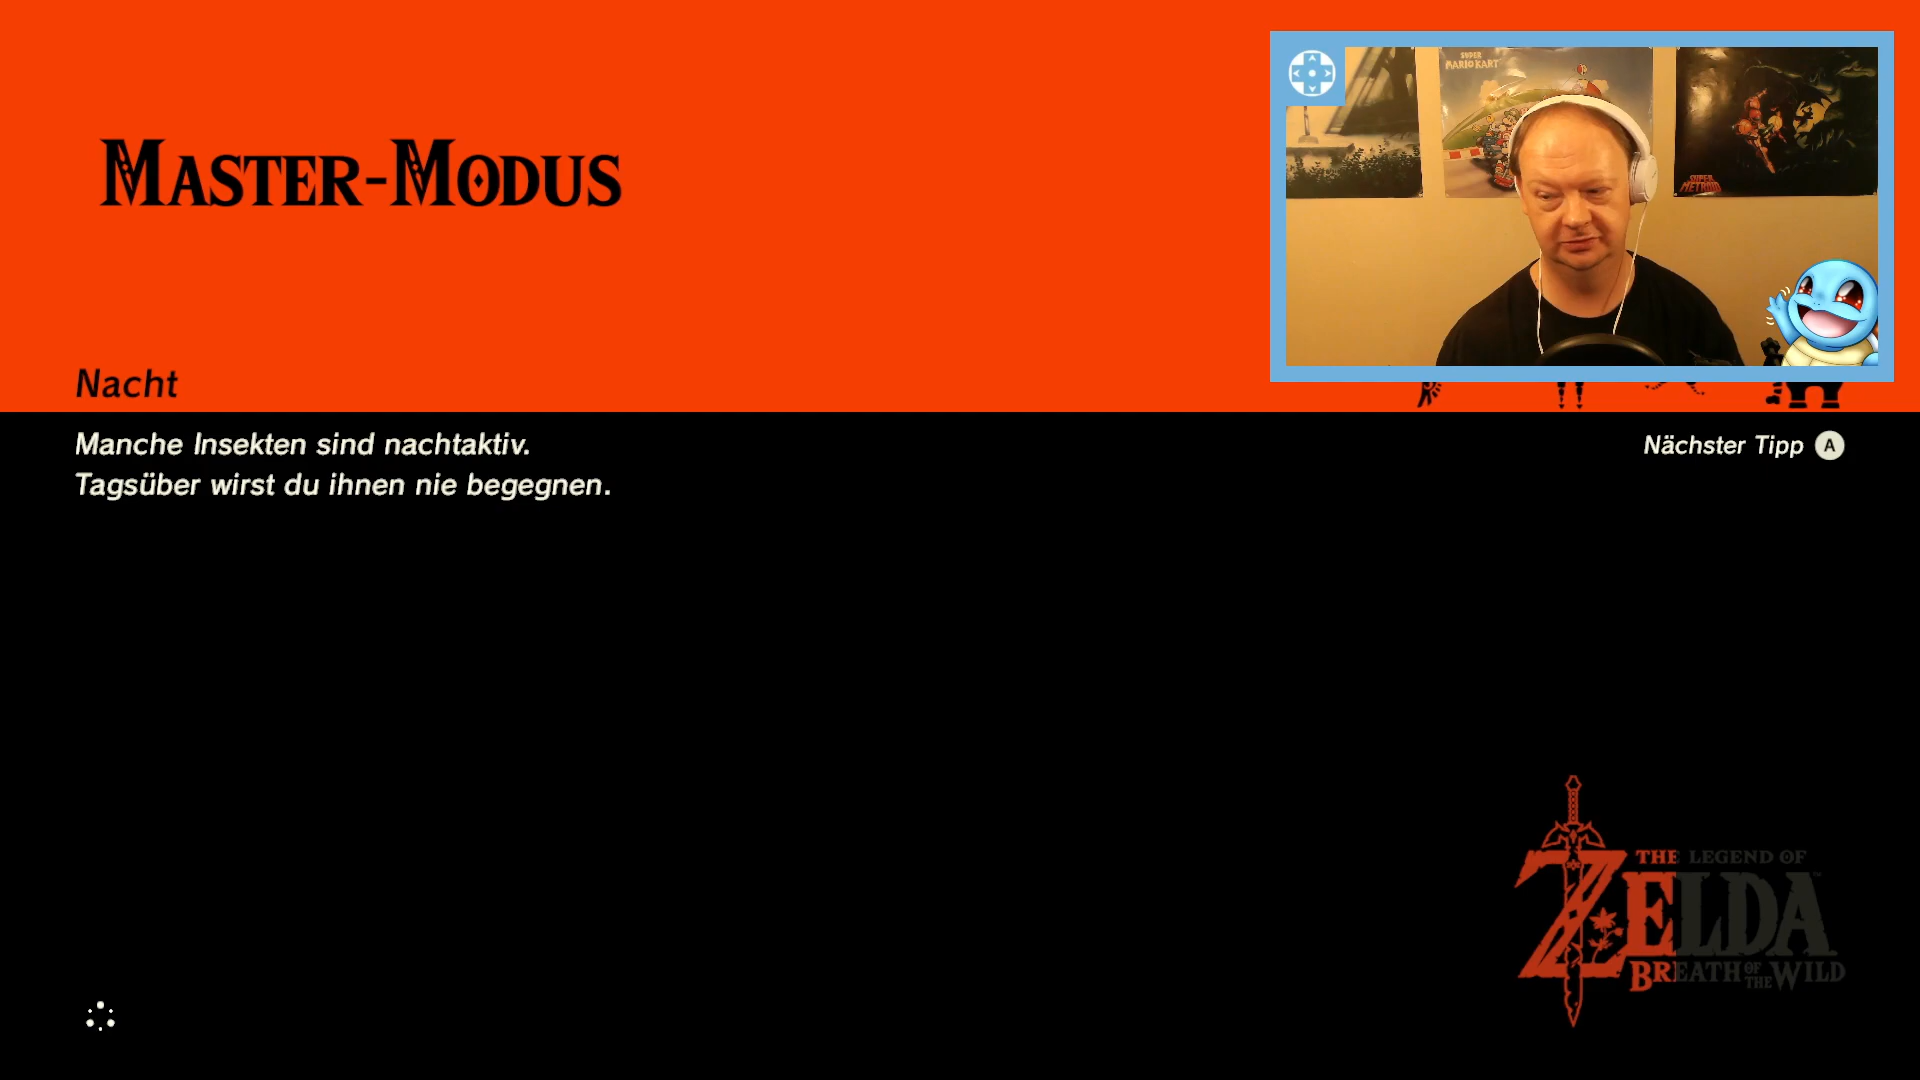 Master-Modus
SUPER
MARIO KART
SUPER
METROID
Nacht
Manche Insekten sind nachtaktiv.
Tagsüber wirst du ihnen nie begegnen.
Nächster Tipp A
THE LEGEND OF
ZELDA
BREATH OF THE WILD